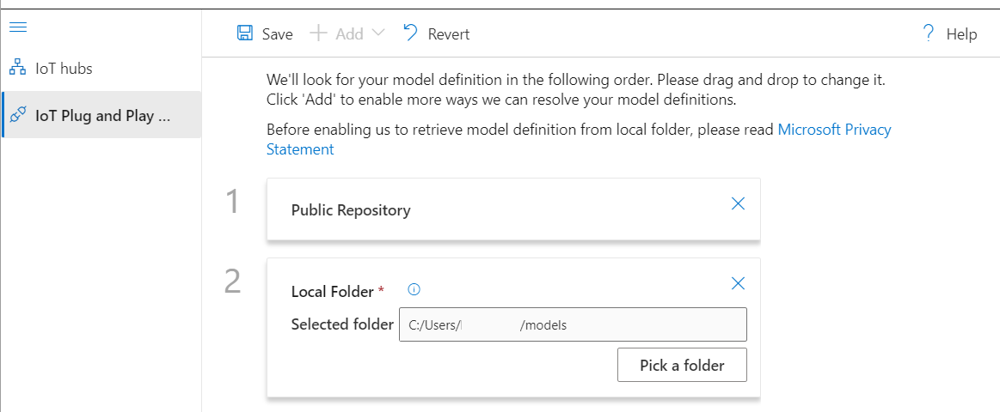 Save Add Revert Help
IoT hubs
IoT Plug and Play ...
We'll look for your model definition in the following order. Please drag and drop to change it.
Click 'Add' to enable more ways we can resolve your model definitions.
Before enabling us to retrieve model definition from local folder, please read Microsoft Privacy
Statement
1
Public Repository
2
Local Folder *
Selected folder C:/Users/ /models
Pick a folder